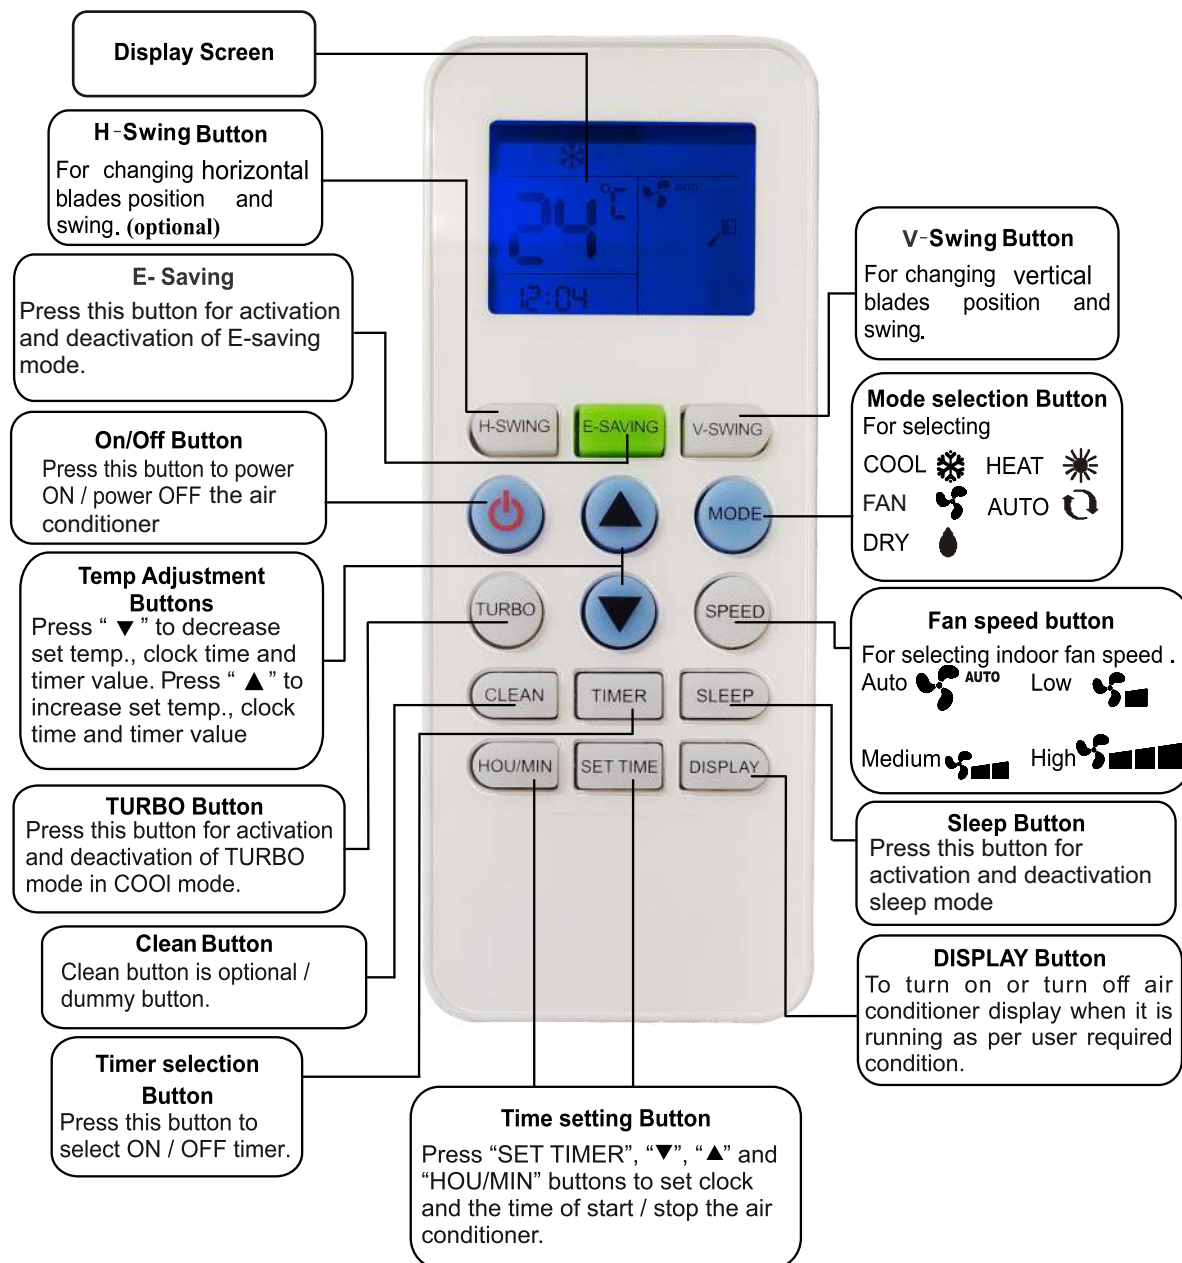 Display Screen
H-Swing Button
For changing horizontal
blades position and
swing. (optional)
E- Saving
Press this button for activation
and deactivation of E-saving
mode.
On/Off Button
Press this button to power
ON / power OFF the air
conditioner
Temp Adjustment
Buttons
Press “ ▼ ” to decrease
set temp., clock time and
timer value. Press “ ▲ ” to
increase set temp., clock
time and timer value
TURBO Button
Press this button for activation
and deactivation of TURBO
mode in COOl mode.
Clean Button
Clean button is optional /
dummy button.
Timer selection
Button
Press this button to
select ON / OFF timer.
24°C
AUTO
12:04
H-SWING E-SAVING V-SWING
MODE
TURBO SPEED
CLEAN TIMER SLEEP
HOU/MIN SET TIME DISPLAY
Time setting Button
Press “SET TIMER”, “▼”, “▲” and
“HOU/MIN” buttons to set clock
and the time of start / stop the air
conditioner.
V-Swing Button
For changing vertical
blades position and
swing.
Mode selection Button
For selecting
COOL HEAT
FAN AUTO
DRY
Fan speed button
For selecting indoor fan speed .
Auto AUTO Low
Medium High
Sleep Button
Press this button for
activation and deactivation
sleep mode
DISPLAY Button
To turn on or turn off air
conditioner display when it is
running as per user required
condition.